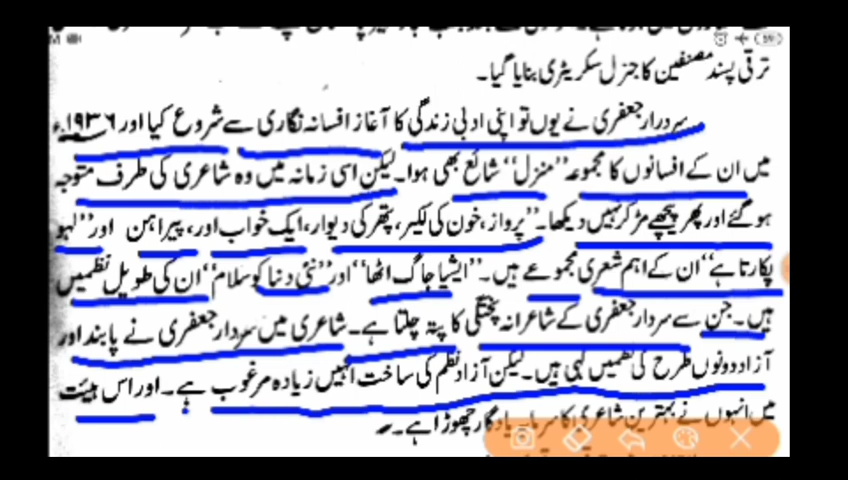 ترقی پسند مصنفین کا جنرل سکریٹری بنایا گیا۔
سردار جعفری نے یوں تو اپنی ادبی زندگی کا آغاز افسانہ نگاری سے شروع کیا اور ۱۹۳۶ء
میں ان کے افسانوں کا مجموعہ ”منزل“ شائع بھی ہوا۔ لیکن اسی زمانہ میں وہ شاعری کی طرف متوجہ
ہوگئے اور پھر پیچھے مڑ کر نہیں دیکھا۔ ”پرواز، خون کی لکیر، پتھر کی دیوار، ایک خواب اور، پیراہن اور ”لہو
پکارتا ہے“ ان کے اہم شعری مجموعے ہیں۔ ”ایشیا جاگ اٹھا“ اور ”نئی دنیا کو سلام“ ان کی طویل نظمیں
ہیں۔ جن سے سردار جعفری کے شاعرانہ پختگی کا پتہ چلتا ہے۔ شاعری میں سردار جعفری نے پابند اور
آزاد دونوں طرح کی نظمیں کہی ہیں۔ لیکن آزاد نظم کی ساخت انہیں زیادہ مرغوب ہے۔ اور اس ہیئت
میں انہوں نے بہترین شاعری کا سرمایہ یادگار چھوڑا ہے۔